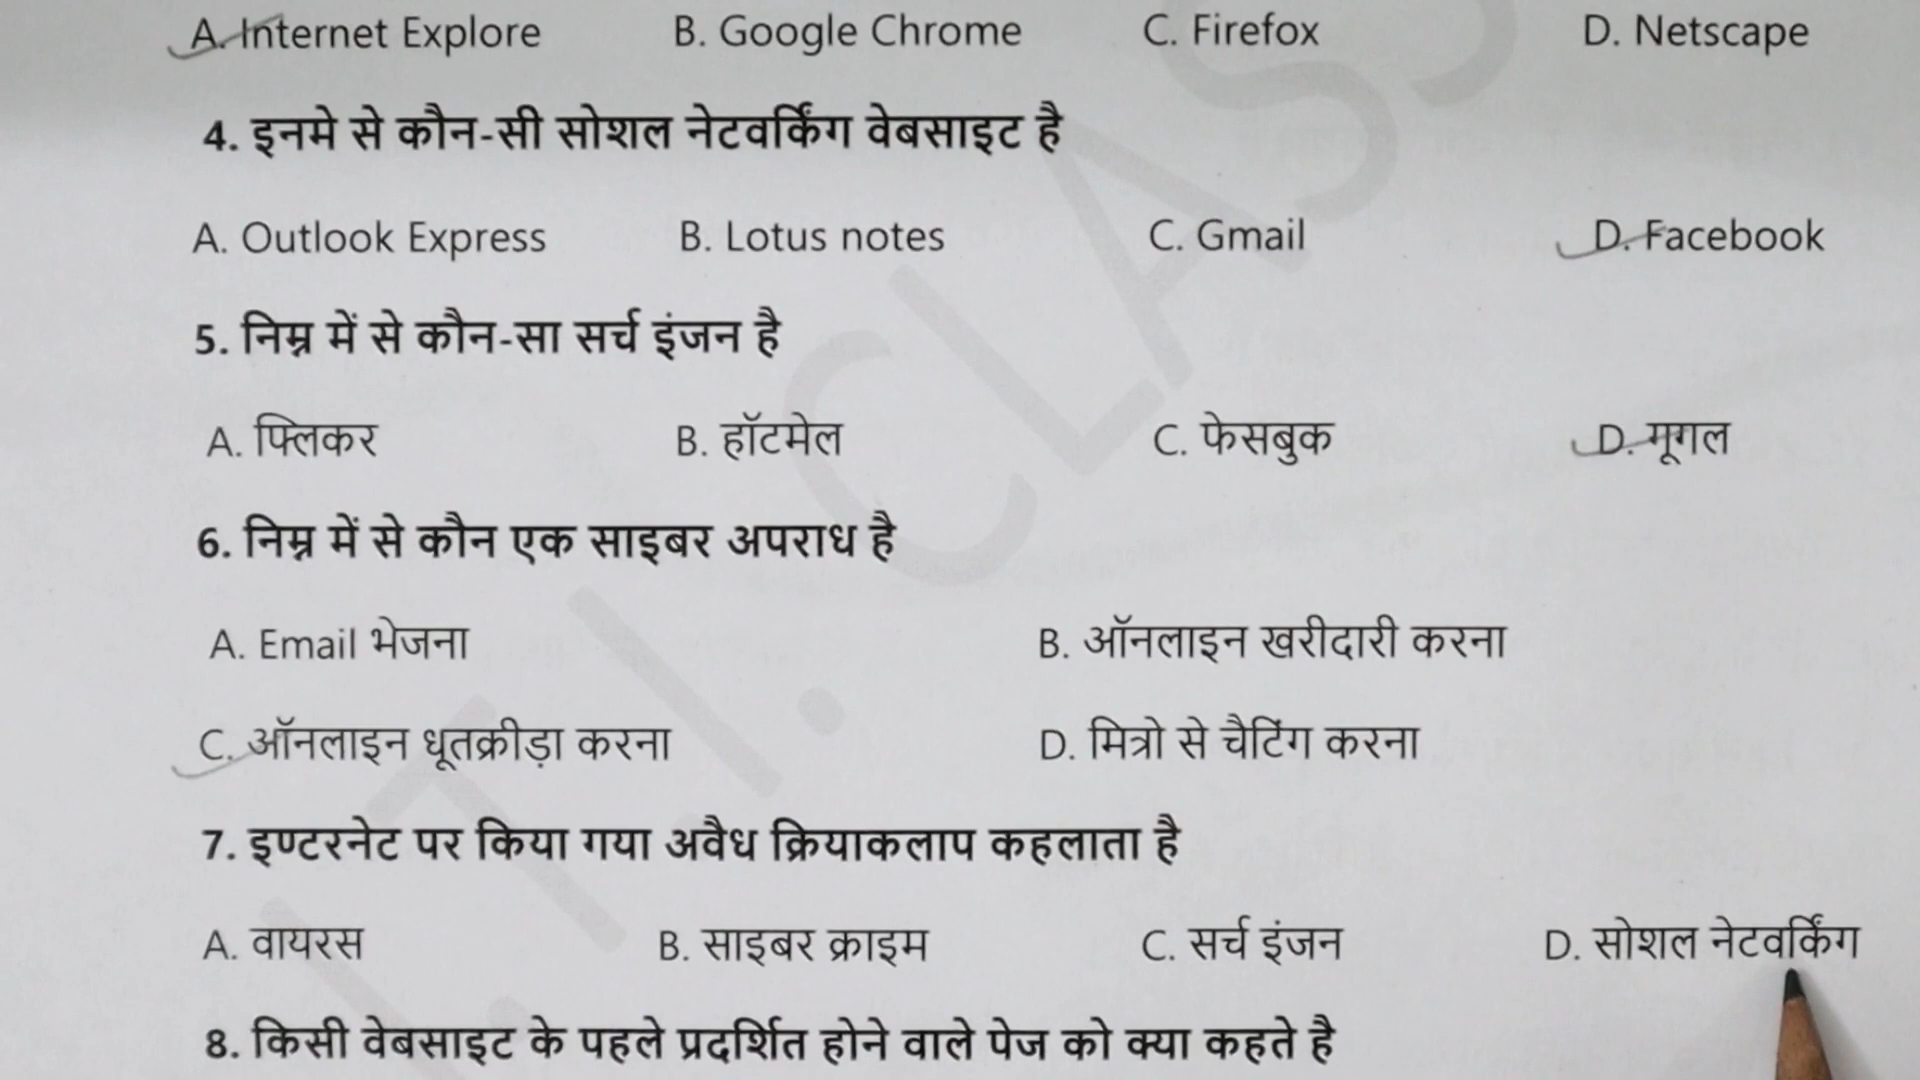 A. Internet Explore B. Google Chrome C. Firefox D. Netscape
4. इनमे से कौन-सी सोशल नेटवर्किंग वेबसाइट है
A. Outlook Express B. Lotus notes C. Gmail D. Facebook
5. निम्न में से कौन-सा सर्च इंजन है
A. फ्लिकर B. हॉटमेल C. फेसबुक D. गूगल
6. निम्न में से कौन एक साइबर अपराध है
A. Email भेजना B. ऑनलाइन खरीदारी करना
C. ऑनलाइन धूतक्रीड़ा करना D. मित्रो से चैटिंग करना
7. इण्टरनेट पर किया गया अवैध क्रियाकलाप कहलाता है
A. वायरस B. साइबर क्राइम C. सर्च इंजन D. सोशल नेटवर्किंग
8. किसी वेबसाइट के पहले प्रदर्शित होने वाले पेज को क्या कहते है
I.T.I. CLASS